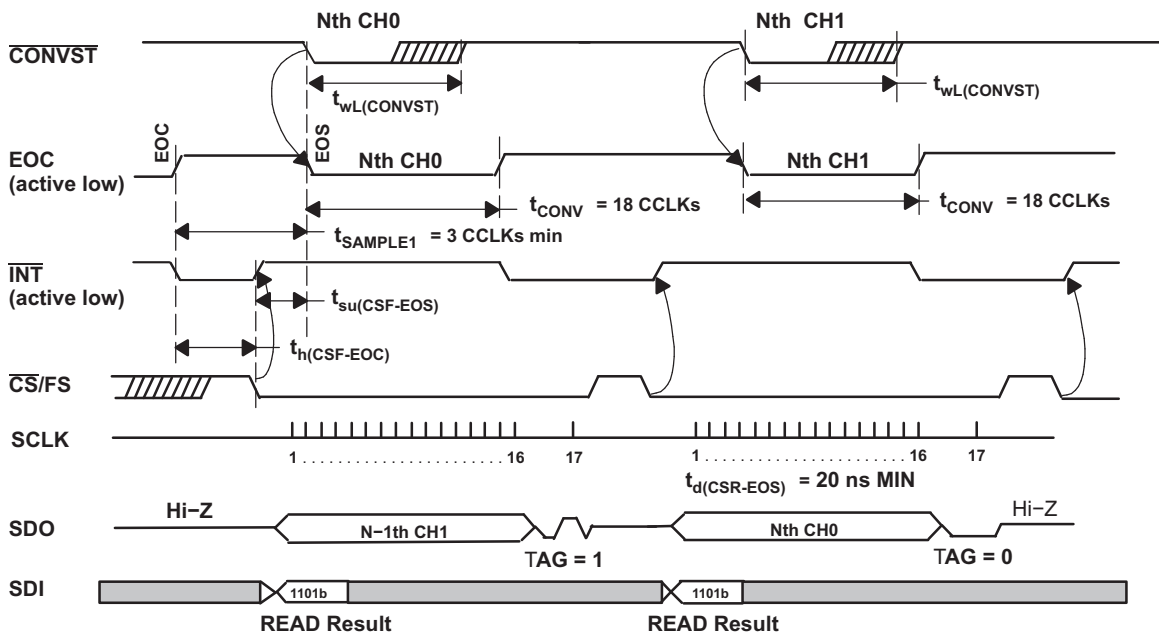 Nth CH0
Nth CH1
CONVST
twL(CONVST)
twL(CONVST)
EOC
EOS
EOC
(active low)
Nth CH0
Nth CH1
tCONV = 18 CCLKs
tCONV = 18 CCLKs
tSAMPLE1 = 3 CCLKs min
INT
(active low)
tsu(CSF-EOS)
th(CSF-EOC)
CS/FS
SCLK
1 . . . . . . . . . . . . . . . . . . . . 16 17
1 . . . . . . . . . . . . . . . . . . . . 16 17
td(CSR-EOS) = 20 ns MIN
SDO
Hi–Z
N–1th CH1
Nth CH0
Hi–Z
TAG = 1
TAG = 0
SDI
1101b
1101b
READ Result
READ Result